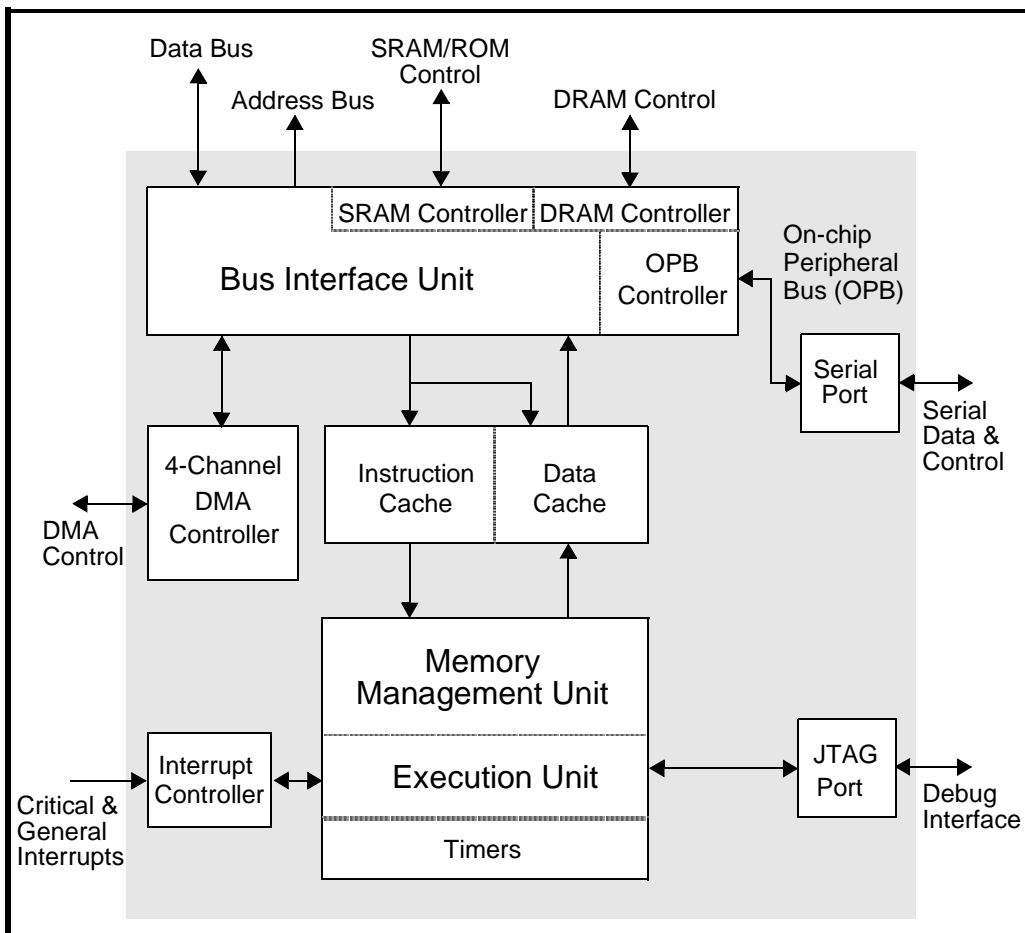 Data Bus
SRAM/ROM
Control
Address Bus
DRAM Control
SRAM Controller
DRAM Controller
Bus Interface Unit
OPB
Controller
On-chip
Peripheral
Bus (OPB)
Serial
Port
Serial
Data &
Control
4-Channel
DMA
Controller
DMA
Control
Instruction
Cache
Data
Cache
Memory
Management Unit
Execution Unit
Timers
Interrupt
Controller
Critical &
General
Interrupts
JTAG
Port
Debug
Interface